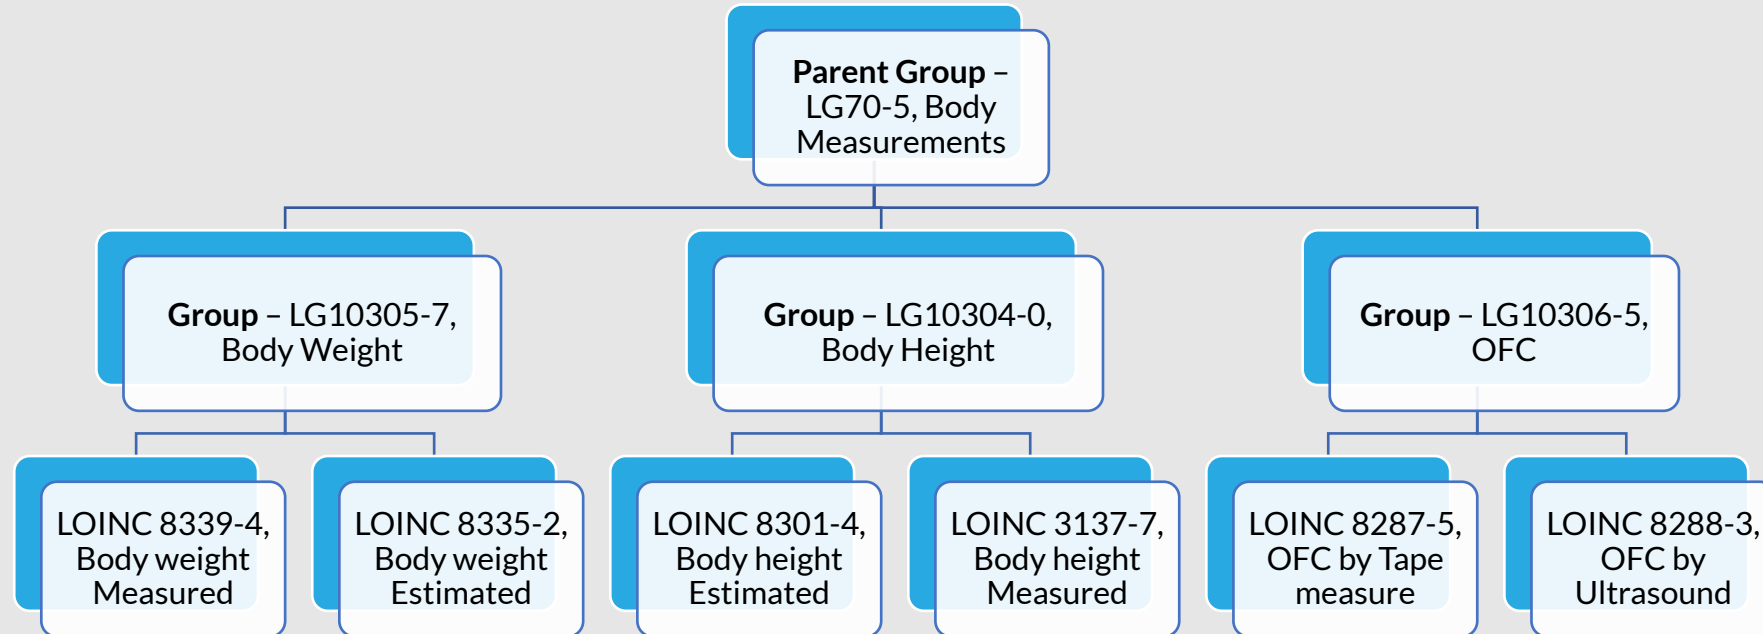 Parent Group –
LG70-5, Body
Measurements
Group – LG10305-7,
Body Weight
Group – LG10304-0,
Body Height
Group – LG10306-5,
OFC
LOINC 8339-4,
Body weight
Measured
LOINC 8335-2,
Body weight
Estimated
LOINC 8301-4,
Body height
Estimated
LOINC 3137-7,
Body height
Measured
LOINC 8287-5,
OFC by Tape
measure
LOINC 8288-3,
OFC by
Ultrasound